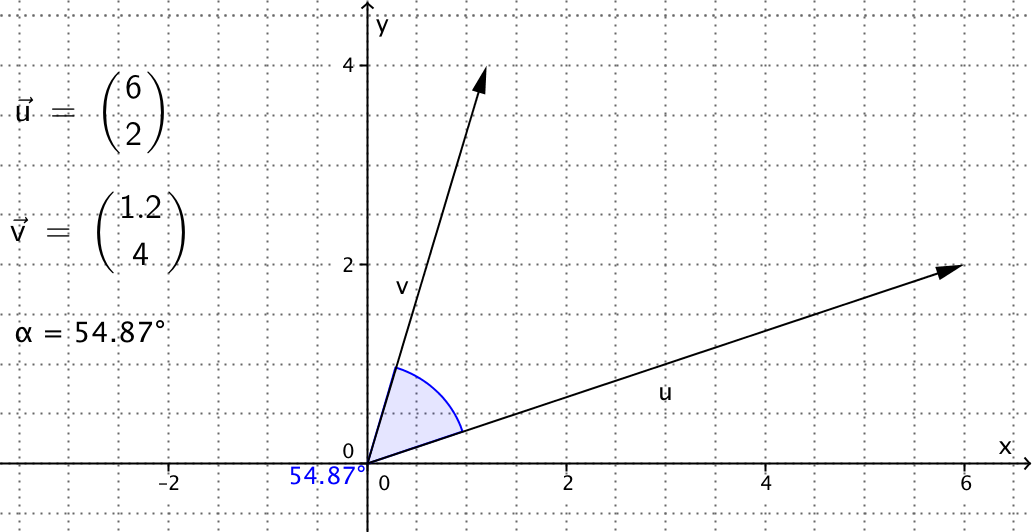 y
4
u⃗ = (6
2)
v⃗ = (1.2
4)
2
v
α = 54.87°
u
0
x
54.87°
-2
0
2
4
6